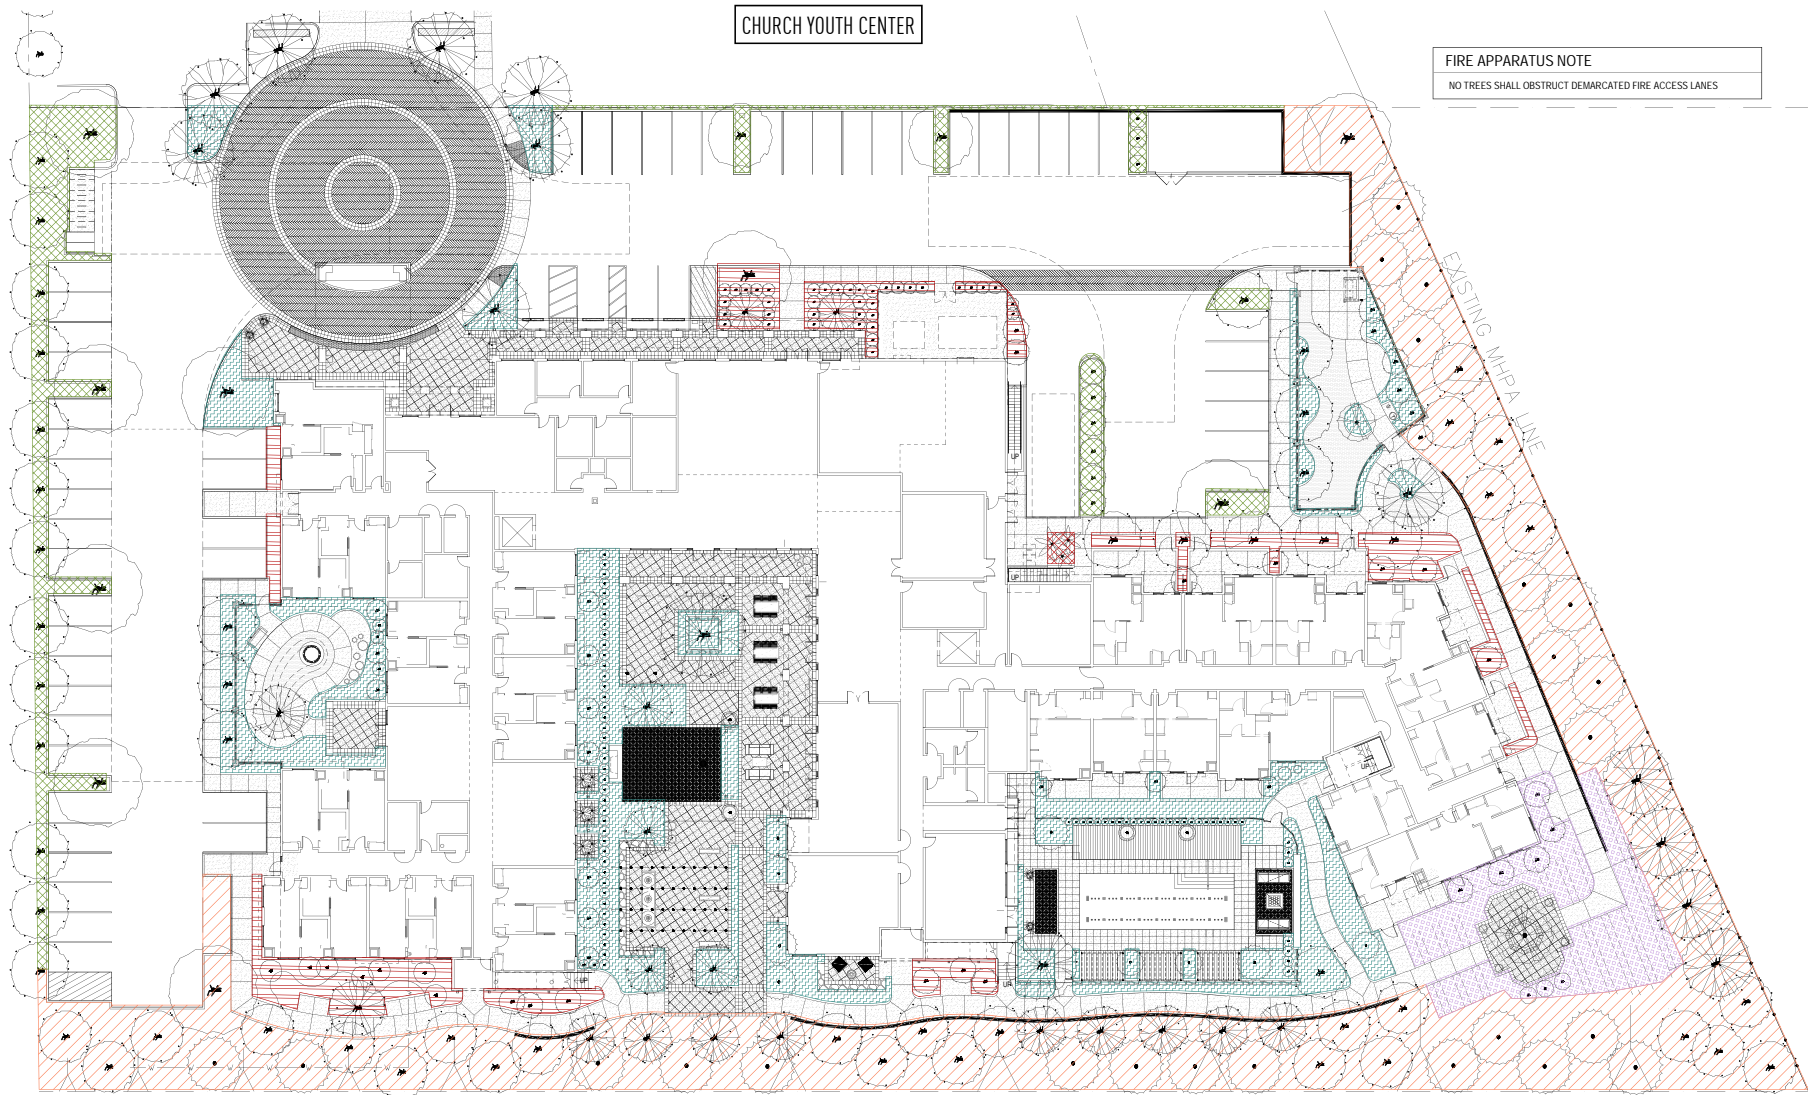 CHURCH YOUTH CENTER
FIRE APPARATUS NOTE
NO TREES SHALL OBSTRUCT DEMARCATED FIRE ACCESS LANES
EXISTING MHPA LINE
UP
UP
UP
UP
UP